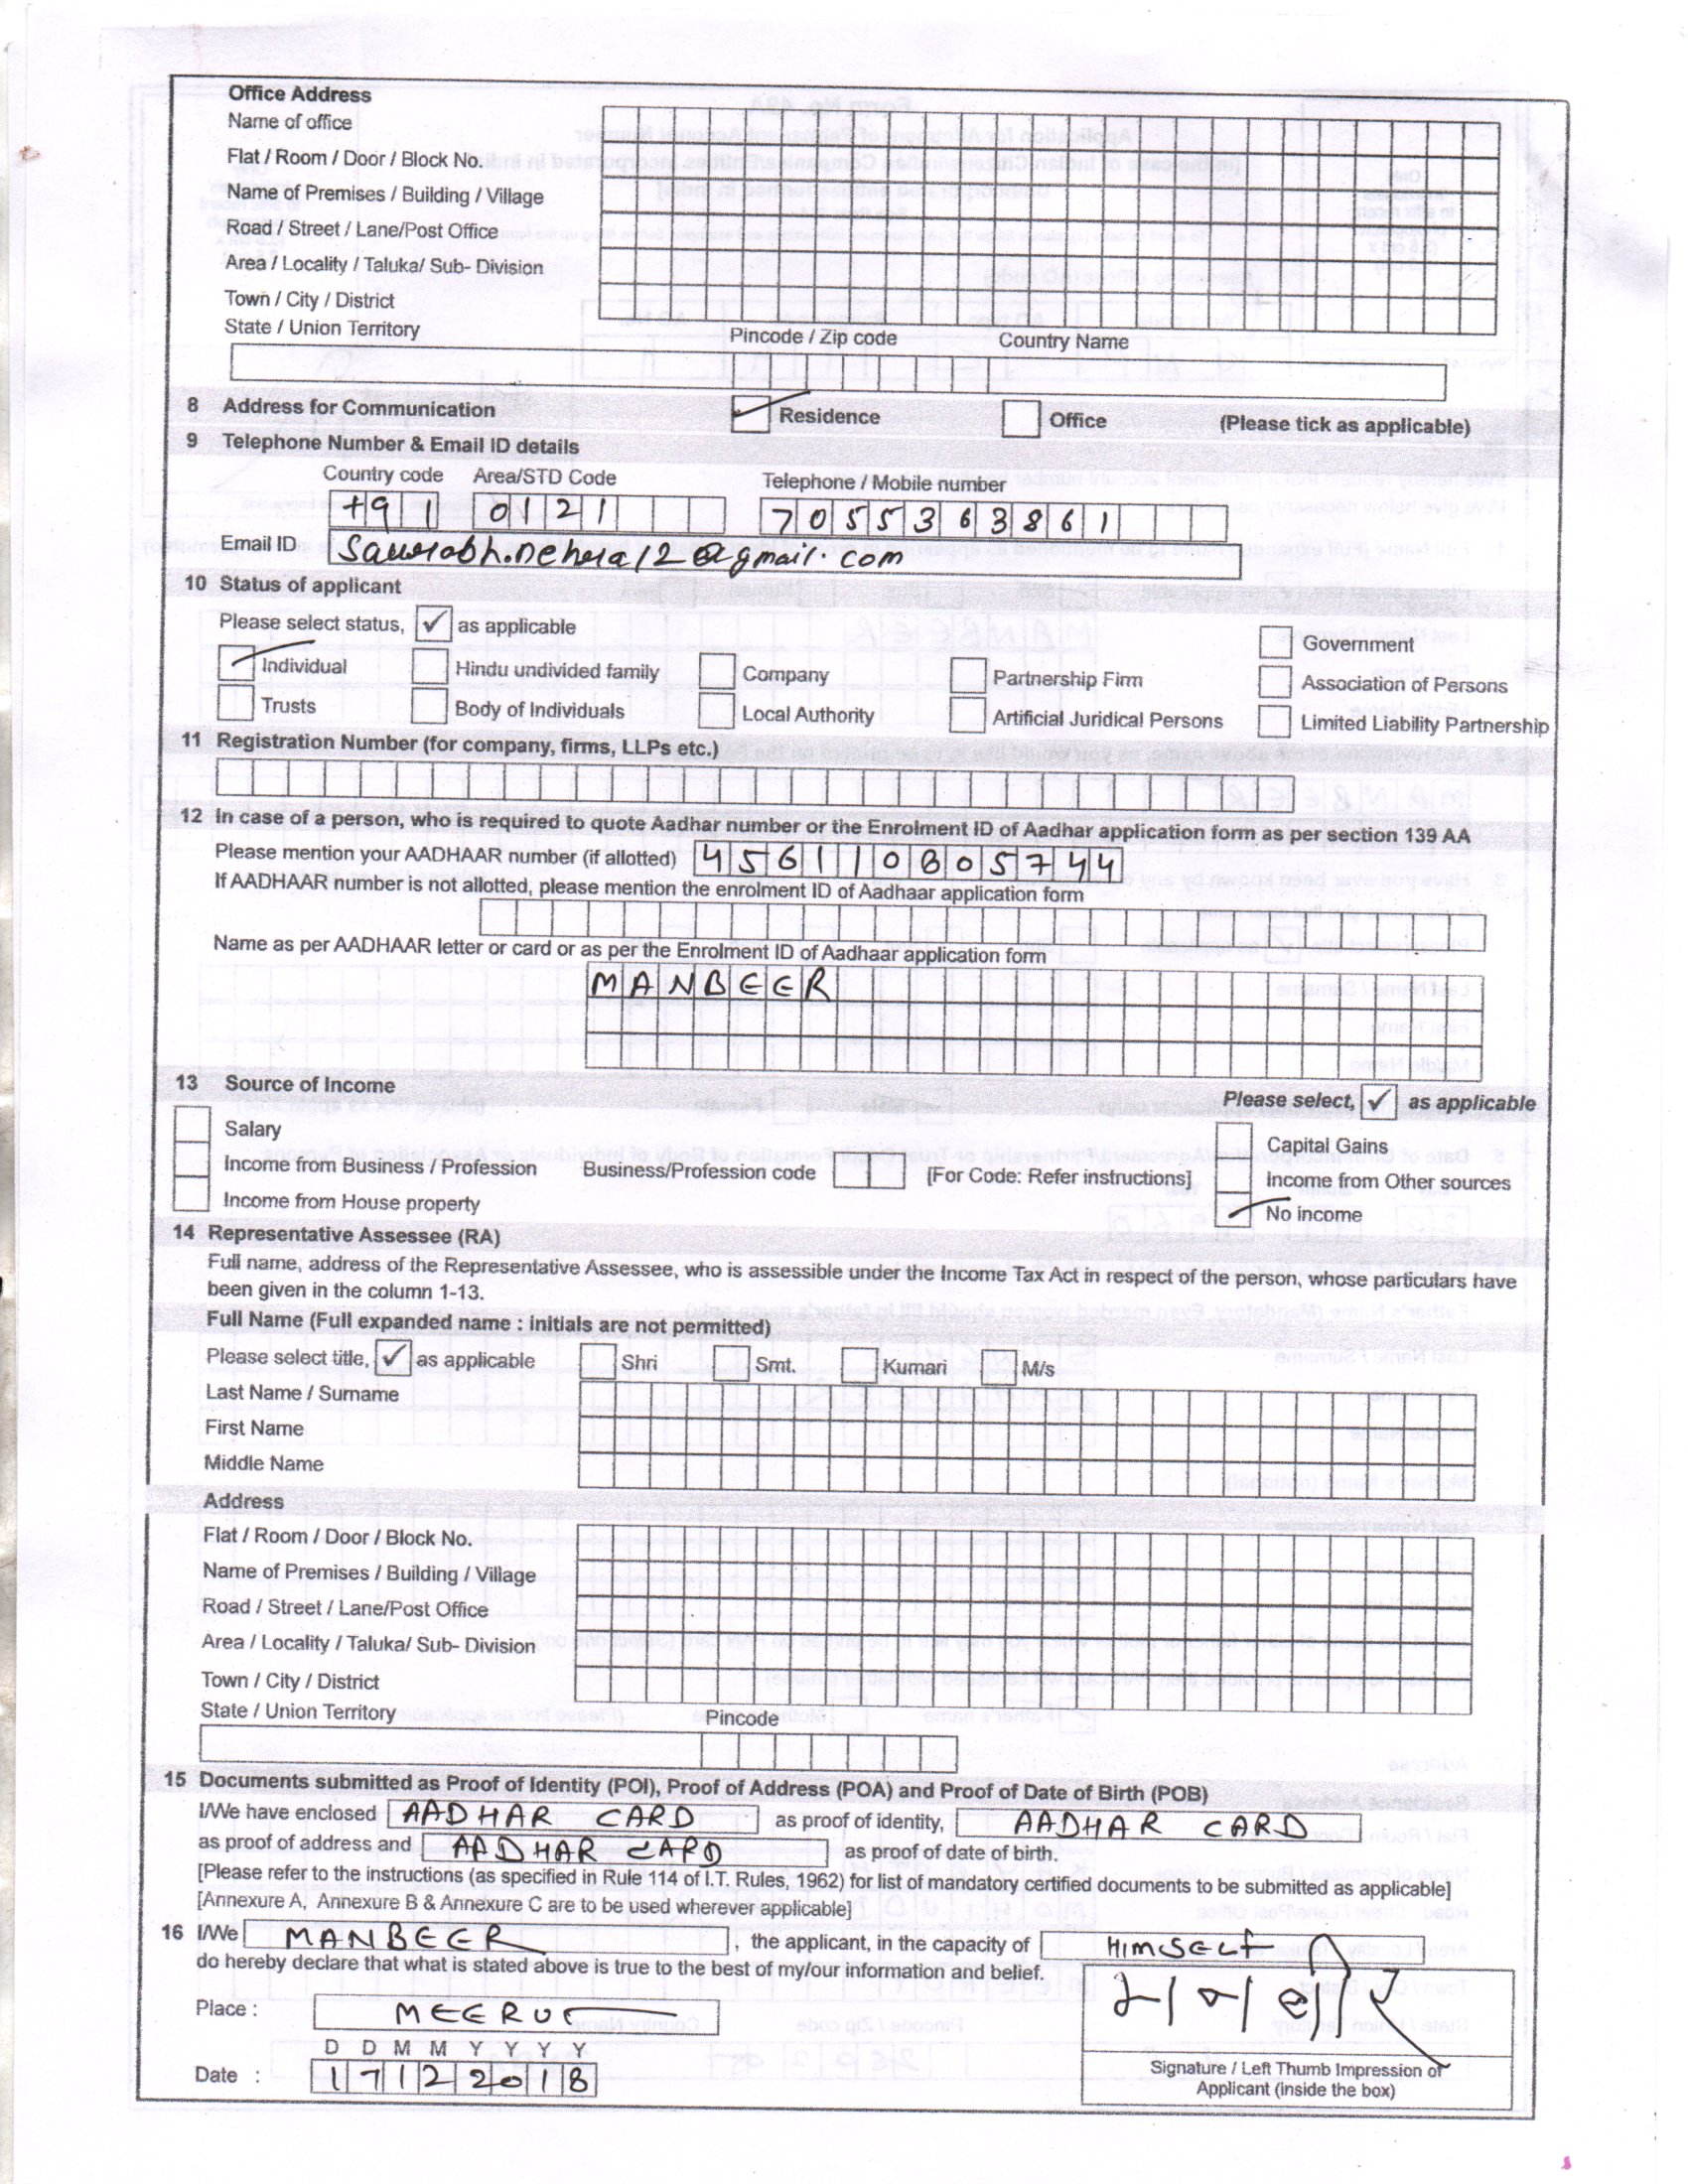 Office Address
Name of office
Flat / Room / Door / Block No.
Name of Premises / Building / Village
Road / Street / Lane/Post Office
Area / Locality / Taluka/ Sub- Division
Town / City / District
State / Union Territory Pincode / Zip code Country Name
8 Address for Communication Residence Office (Please tick as applicable)
9 Telephone Number & Email ID details
Country code Area/STD Code Telephone / Mobile number
+91 0121 7055363861
Email ID
10 Status of applicant
Please select status, ✓ as applicable
Government
Individual Hindu undivided family Company Partnership Firm Association of Persons
Trusts Body of Individuals Local Authority Artificial Juridical Persons Limited Liability Partnership
11 Registration Number (for company, firms, LLPs etc.)
12 In case of a person, who is required to quote Aadhar number or the Enrolment ID of Aadhar application form as per section 139 AA
Please mention your AADHAAR number (if allotted) 456110805744
If AADHAAR number is not allotted, please mention the enrolment ID of Aadhaar application form
Name as per AADHAAR letter or card or as per the Enrolment ID of Aadhaar application form
MANBEER
13 Source of Income Please select, ✓ as applicable
Salary Capital Gains
Income from Business / Profession Business/Profession code [For Code: Refer instructions] Income from Other sources
Income from House property No income
14 Representative Assessee (RA)
Full name, address of the Representative Assessee, who is assessible under the Income Tax Act in respect of the person, whose particulars have
been given in the column 1-13.
Full Name (Full expanded name : initials are not permitted)
Please select title, ✓ as applicable Shri Smt. Kumari M/s
Last Name / Surname
First Name
Middle Name
Address
Flat / Room / Door / Block No.
Name of Premises / Building / Village
Road / Street / Lane/Post Office
Area / Locality / Taluka/ Sub- Division
Town / City / District
State / Union Territory Pincode
15 Documents submitted as Proof of Identity (POI), Proof of Address (POA) and Proof of Date of Birth (POB)
I/We have enclosed AADHAR CARD as proof of identity, AADHAR CARD
as proof of address and AADHAR CARD as proof of date of birth.
[Please refer to the instructions (as specified in Rule 114 of I.T. Rules, 1962) for list of mandatory certified documents to be submitted as applicable]
[Annexure A, Annexure B & Annexure C are to be used wherever applicable]
16 I/We MANBEER , the applicant, in the capacity of HIMSELF
do hereby declare that what is stated above is true to the best of my/our information and belief.
मनवीर
Place : MEERUT
D D M M Y Y Y Y
Date : 17122018
Signature / Left Thumb Impression of
Applicant (inside the box)